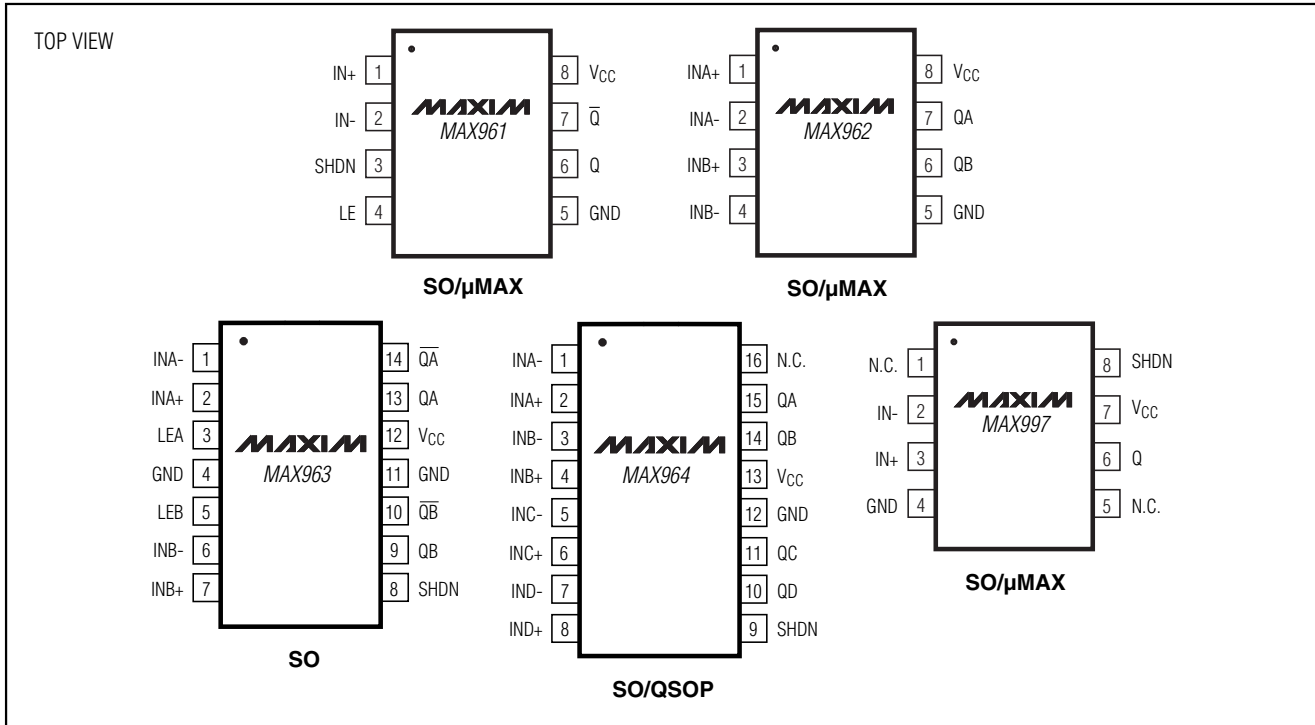 TOP VIEW
IN+ 1
IN- 2
SHDN 3
LE 4
MAXIM
MAX961
8 VCC
7 Q̅
6 Q
5 GND
SO/µMAX
INA+ 1
INA- 2
INB+ 3
INB- 4
MAXIM
MAX962
8 VCC
7 QA
6 QB
5 GND
SO/µMAX
INA- 1
INA+ 2
LEA 3
GND 4
LEB 5
INB- 6
INB+ 7
MAXIM
MAX963
14 Q̅A̅
13 QA
12 VCC
11 GND
10 Q̅B̅
9 QB
8 SHDN
SO
INA- 1
INA+ 2
INB- 3
INB+ 4
INC- 5
INC+ 6
IND- 7
IND+ 8
MAXIM
MAX964
16 N.C.
15 QA
14 QB
13 VCC
12 GND
11 QC
10 QD
9 SHDN
SO/QSOP
N.C. 1
IN- 2
IN+ 3
GND 4
MAXIM
MAX997
8 SHDN
7 VCC
6 Q
5 N.C.
SO/µMAX